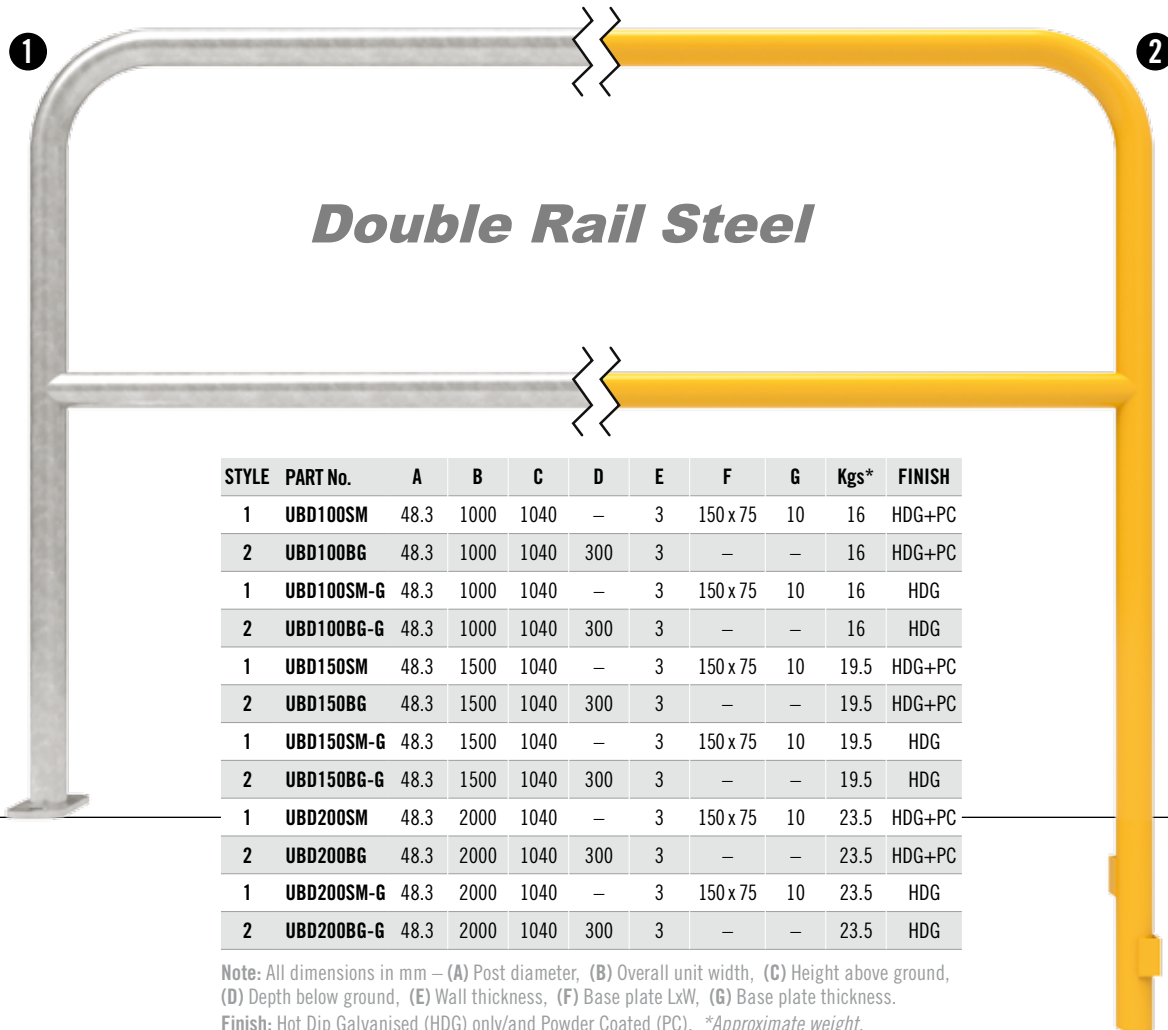 1
2
Double Rail Steel
STYLE PART No. A B C D E F G Kgs* FINISH
1 UBD100SM 48.3 1000 1040 – 3 150 x 75 10 16 HDG+PC
2 UBD100BG 48.3 1000 1040 300 3 – – 16 HDG+PC
1 UBD100SM-G 48.3 1000 1040 – 3 150 x 75 10 16 HDG
2 UBD100BG-G 48.3 1000 1040 300 3 – – 16 HDG
1 UBD150SM 48.3 1500 1040 – 3 150 x 75 10 19.5 HDG+PC
2 UBD150BG 48.3 1500 1040 300 3 – – 19.5 HDG+PC
1 UBD150SM-G 48.3 1500 1040 – 3 150 x 75 10 19.5 HDG
2 UBD150BG-G 48.3 1500 1040 300 3 – – 19.5 HDG
1 UBD200SM 48.3 2000 1040 – 3 150 x 75 10 23.5 HDG+PC
2 UBD200BG 48.3 2000 1040 300 3 – – 23.5 HDG+PC
1 UBD200SM-G 48.3 2000 1040 – 3 150 x 75 10 23.5 HDG
2 UBD200BG-G 48.3 2000 1040 300 3 – – 23.5 HDG
Note: All dimensions in mm – (A) Post diameter, (B) Overall unit width, (C) Height above ground,
(D) Depth below ground, (E) Wall thickness, (F) Base plate LxW, (G) Base plate thickness.
Finish: Hot Dip Galvanised (HDG) only/and Powder Coated (PC). *Approximate weight.